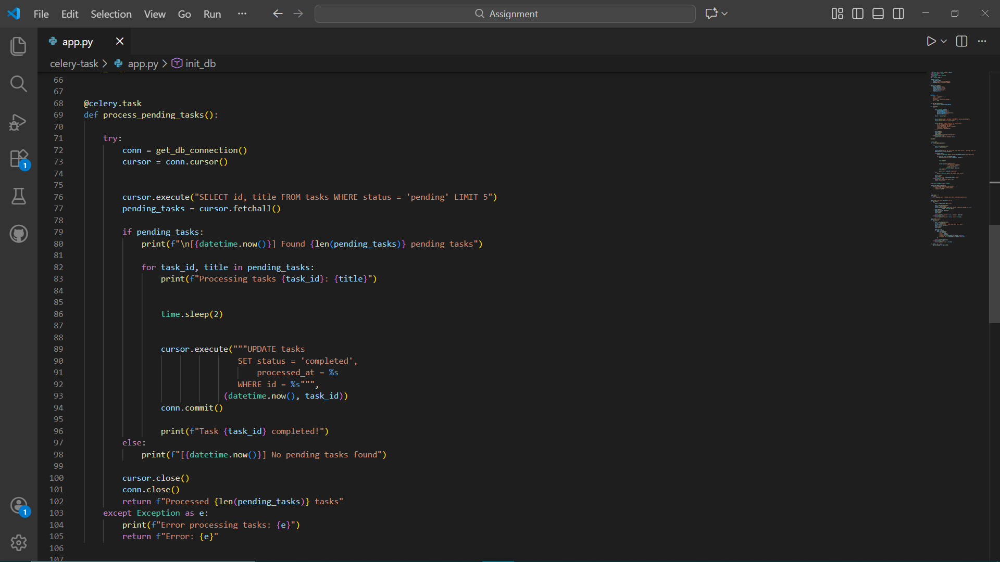 File Edit Selection View Go Run ··· Assignment
app.py
celery-task > app.py > init_db
66
67
68 @celery.task
69 def process_pending_tasks():
70
71 try:
72 conn = get_db_connection()
73 cursor = conn.cursor()
74
75
76 cursor.execute("SELECT id, title FROM tasks WHERE status = 'pending' LIMIT 5")
77 pending_tasks = cursor.fetchall()
78
79 if pending_tasks:
80 print(f"\n[{datetime.now()}] Found {len(pending_tasks)} pending tasks")
81
82 for task_id, title in pending_tasks:
83 print(f"Processing tasks {task_id}: {title}")
84
85
86 time.sleep(2)
87
88
89 cursor.execute("""UPDATE tasks
90 SET status = 'completed',
91 processed_at = %s
92 WHERE id = %s""",
93 (datetime.now(), task_id))
94 conn.commit()
95
96 print(f"Task {task_id} completed!")
97 else:
98 print(f"[{datetime.now()}] No pending tasks found")
99
100 cursor.close()
101 conn.close()
102 return f"Processed {len(pending_tasks)} tasks"
103 except Exception as e:
104 print(f"Error processing tasks: {e}")
105 return f"Error: {e}"
106
107
1
1